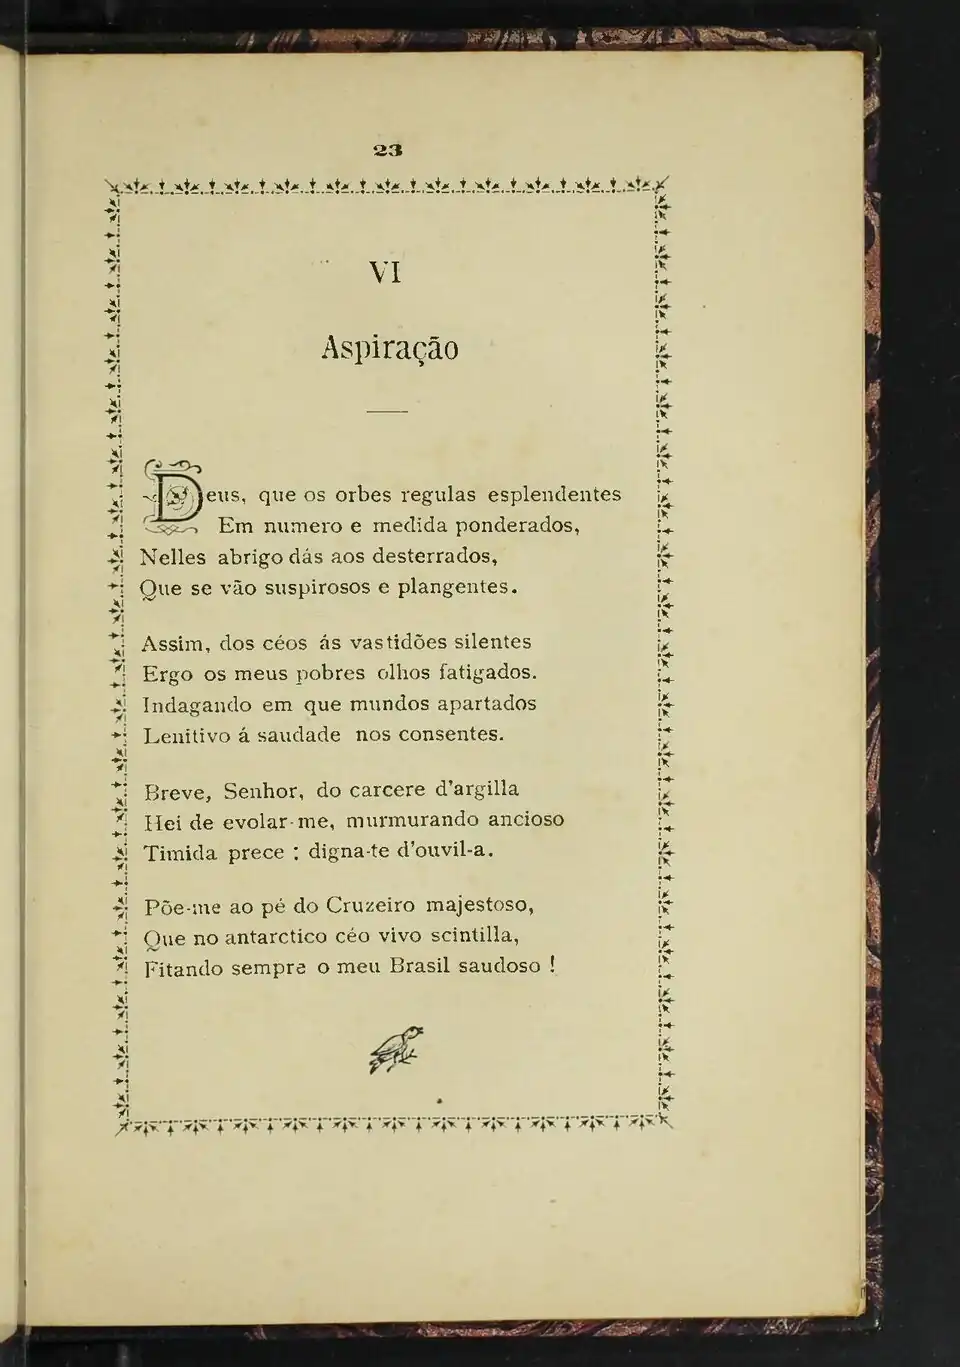 23
VI
Aspiração
Deus, que os orbes regulas esplendentes
Em numero e medida ponderados,
Nelles abrigo dás aos desterrados,
Que se vão suspirosos e plangentes.
Assim, dos céos ás vastidões silentes
Ergo os meus pobres olhos fatigados.
Indagando em que mundos apartados
Lenitivo á saudade nos consentes.
Breve, Senhor, do carcere d'argilla
Hei de evolar-me, murmurando ancioso
Timida prece : digna-te d'ouvil-a.
Põe-me ao pé do Cruzeiro majestoso,
Que no antarctico céo vivo scintilla,
Fitando sempre o meu Brasil saudoso !